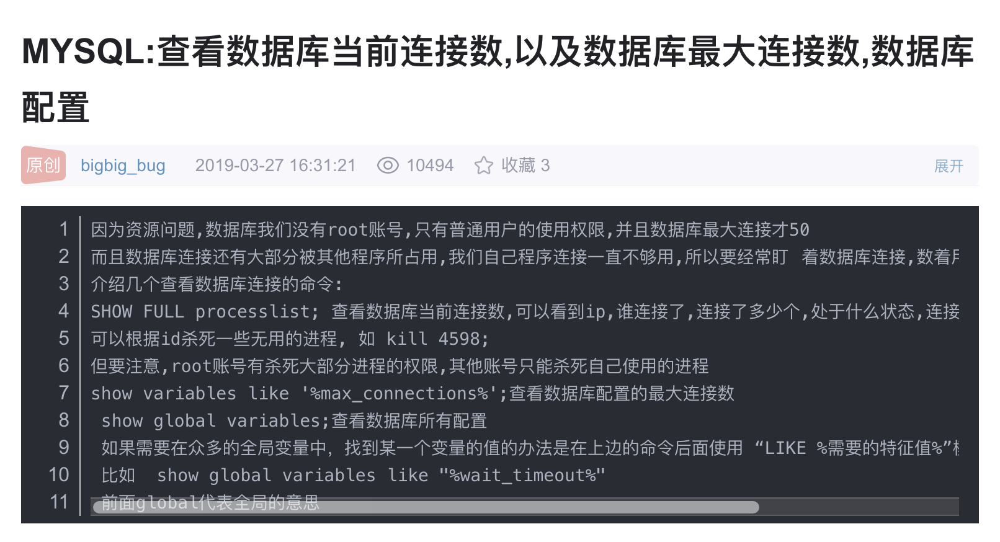 MYSQL:查看数据库当前连接数,以及数据库最大连接数,数据库
配置
原创 bigbig_bug 2019-03-27 16:31:21 10494 收藏 3 展开
1 因为资源问题,数据库我们没有root账号,只有普通用户的使用权限,并且数据库最大连接才50
2 而且数据库连接还有大部分被其他程序所占用,我们自己程序连接一直不够用,所以要经常盯 着数据库连接,数着
3 介绍几个查看数据库连接的命令:
4 SHOW FULL processlist; 查看数据库当前连接数,可以看到ip,谁连接了,连接了多少个,处于什么状态,连接
5 可以根据id杀死一些无用的进程, 如 kill 4598;
6 但要注意,root账号有杀死大部分进程的权限,其他账号只能杀死自己使用的进程
7 show variables like '%max_connections%';查看数据库配置的最大连接数
8 show global variables;查看数据库所有配置
9 如果需要在众多的全局变量中, 找到某一个变量的值的办法是在上边的命令后面使用 “LIKE %需要的特征值%”
10 比如  show global variables like "%wait_timeout%"
11 前面global代表全局的意思